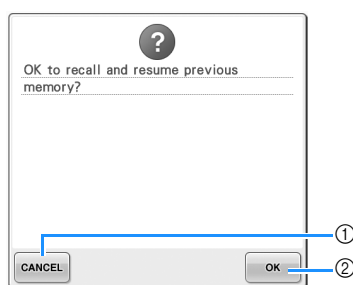 ?
OK to recall and resume previous
memory?
①
CANCEL
OK
②